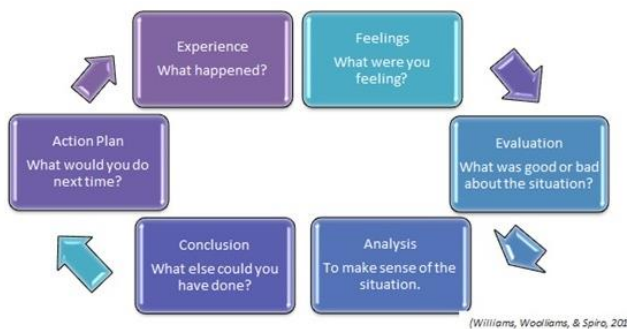 Experience
What happened?
Feelings
What were you
feeling?
Evaluation
What was good or bad
about the situation?
Analysis
To make sense of the
situation.
Conclusion
What else could you
have done?
Action Plan
What would you do
next time?
(Williams, Woolliams, & Spiro, 201